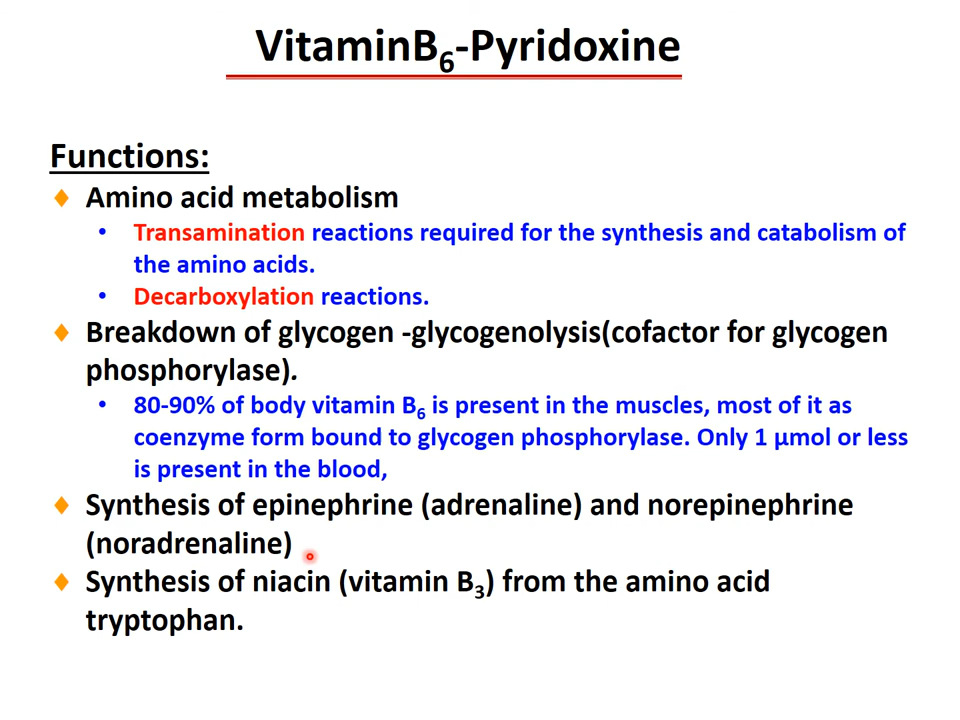 VitaminB6-Pyridoxine
Functions:
♦ Amino acid metabolism
• Transamination reactions required for the synthesis and catabolism of
the amino acids.
• Decarboxylation reactions.
♦ Breakdown of glycogen -glycogenolysis(cofactor for glycogen
phosphorylase).
• 80-90% of body vitamin B6 is present in the muscles, most of it as
coenzyme form bound to glycogen phosphorylase. Only 1 µmol or less
is present in the blood,
♦ Synthesis of epinephrine (adrenaline) and norepinephrine
(noradrenaline)
♦ Synthesis of niacin (vitamin B3) from the amino acid
tryptophan.